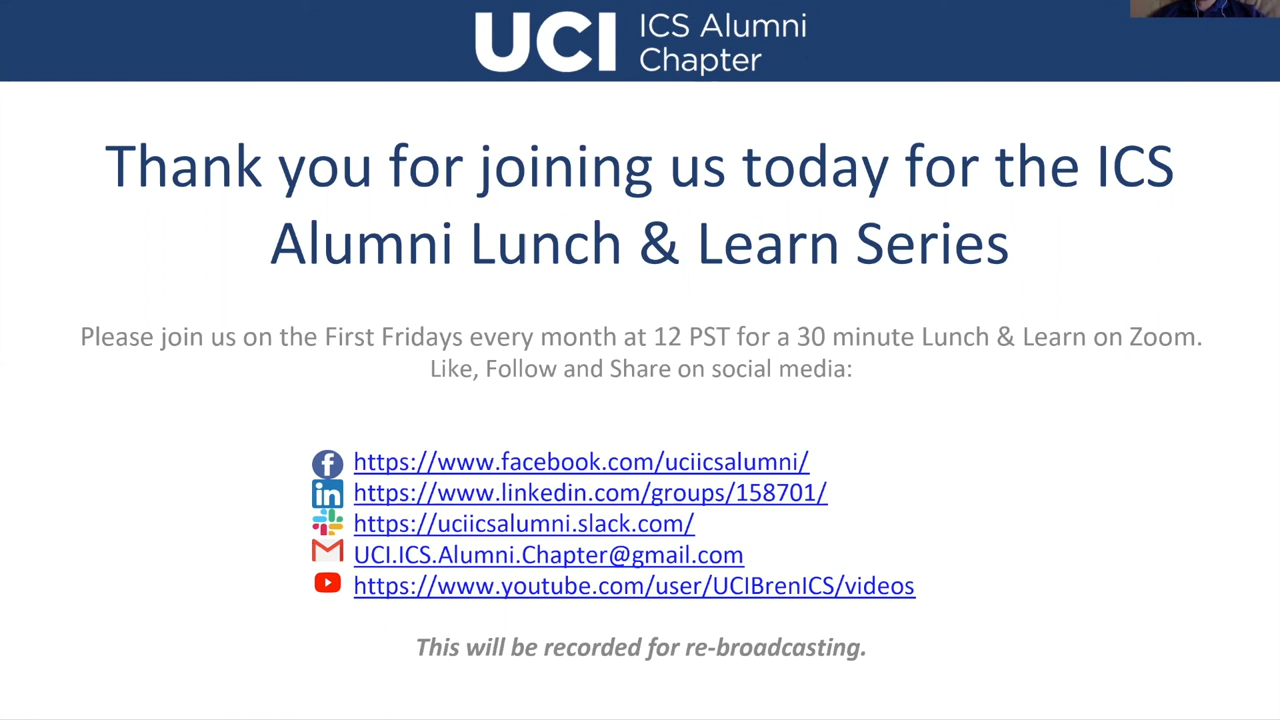 UCI ICS Alumni
Chapter
Thank you for joining us today for the ICS
Alumni Lunch & Learn Series
Please join us on the First Fridays every month at 12 PST for a 30 minute Lunch & Learn on Zoom.
Like, Follow and Share on social media:
https://www.facebook.com/uciicsalumni/
https://www.linkedin.com/groups/158701/
https://uciicsalumni.slack.com/
UCI.ICS.Alumni.Chapter@gmail.com
https://www.youtube.com/user/UCIBrenICS/videos
This will be recorded for re-broadcasting.